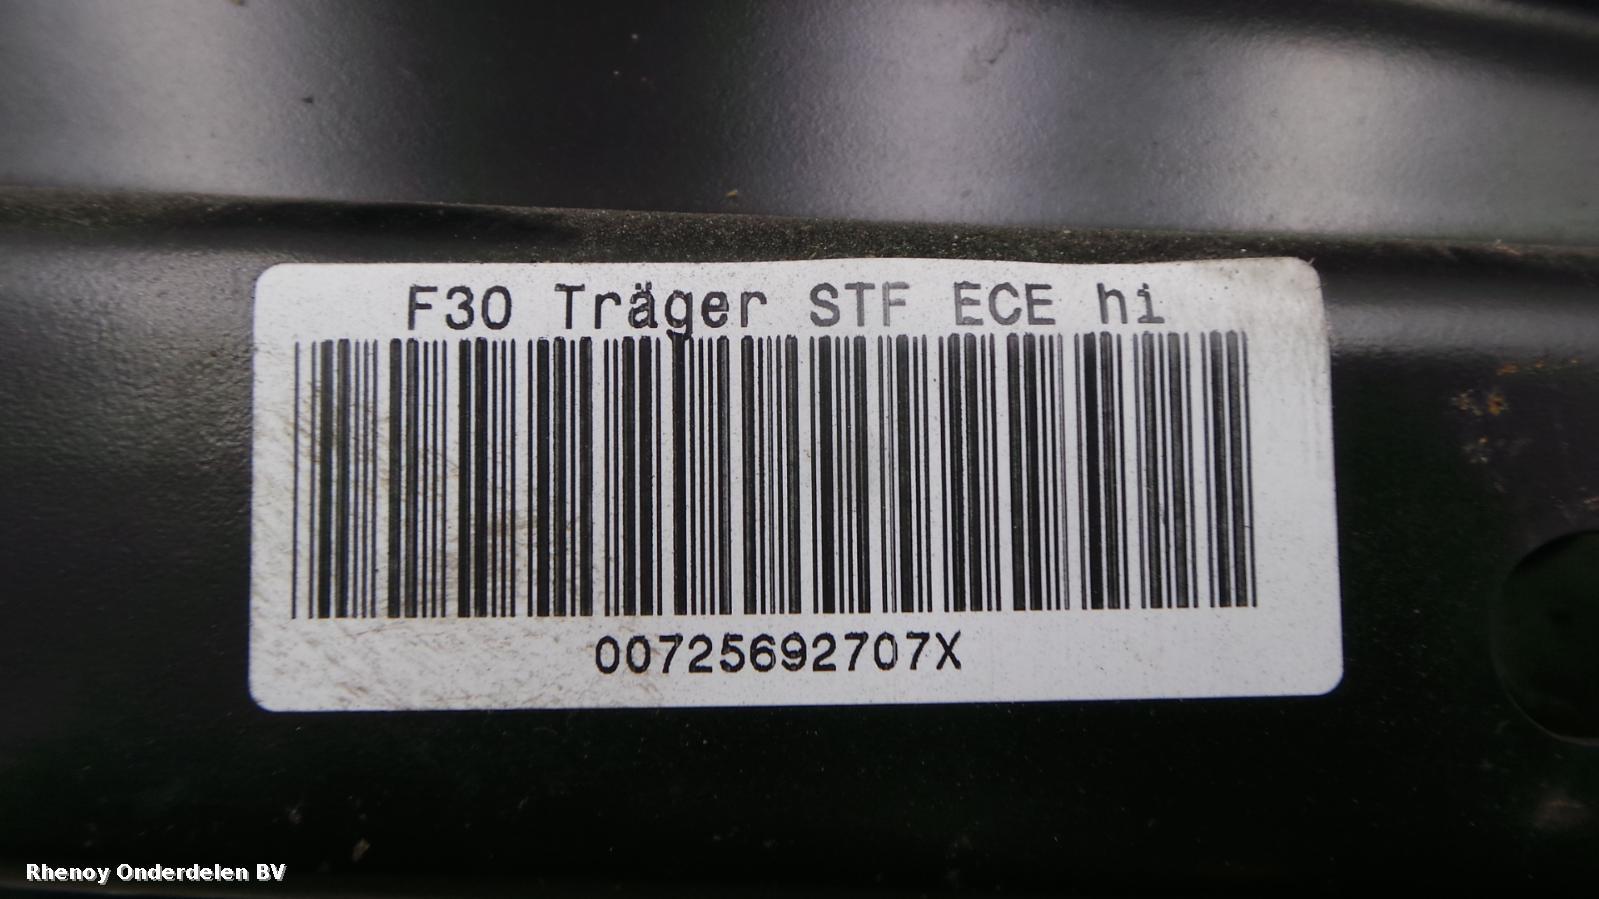 F30 Träger STF ECE hi
00725692707X
Rhenoy Onderdelen BV